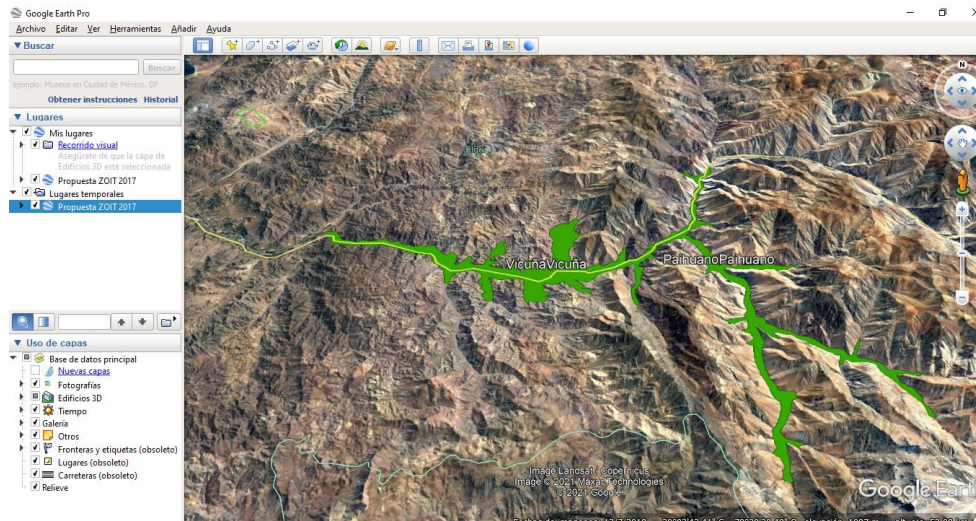 Google Earth Pro
Archivo Editar Ver Herramientas Añadir Ayuda
Buscar
Buscar
ejemplo: Museos en Ciudad de México, DF
Obtener instrucciones Historial
Lugares
Mis lugares
Recorrido visual
Asegúrate de que la capa de
Edificios 3D esté seleccionada
Propuesta ZOIT 2017
Lugares temporales
Propuesta ZOIT 2017
Uso de capas
Base de datos principal
Nuevas capas
Fotografías
Edificios 3D
Tiempo
Galería
Otros
Fronteras y etiquetas (obsoleto)
Lugares (obsoleto)
Carreteras (obsoleto)
Relieve
N
Elqui
VicuñaVicuña
PaihuanoPaihuano
Image Landsat / Copernicus
Image © 2021 Maxar Technologies
© 2021 Google
Google Earth